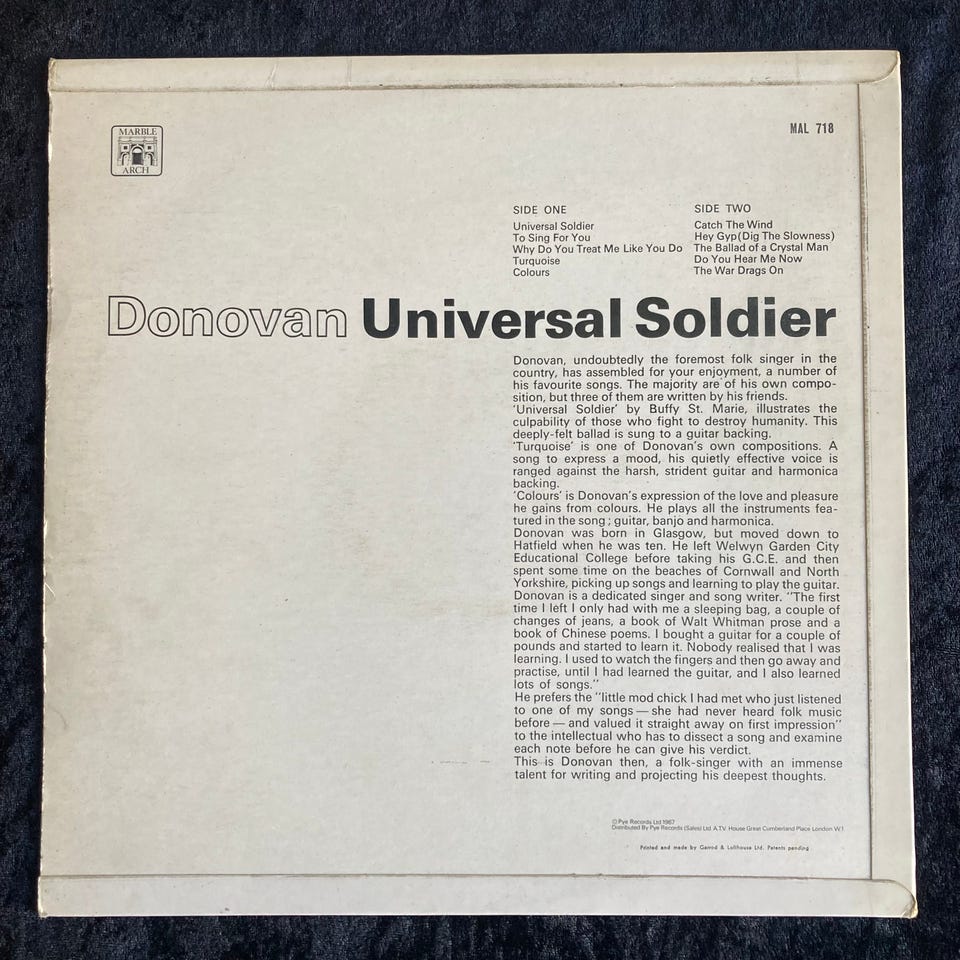 MARBLE
ARCH
MAL 718
SIDE ONE
Universal Soldier
To Sing For You
Why Do You Treat Me Like You Do
Turquoise
Colours
SIDE TWO
Catch The Wind
Hey Gyp(Dig The Slowness)
The Ballad of a Crystal Man
Do You Hear Me Now
The War Drags On
Donovan Universal Soldier
Donovan, undoubtedly the foremost folk singer in the
country, has assembled for your enjoyment, a number of
his favourite songs. The majority are of his own compo-
sition, but three of them are written by his friends.
'Universal Soldier' by Buffy St. Marie, illustrates the
culpability of those who fight to destroy humanity. This
deeply-felt ballad is sung to a guitar backing.
'Turquoise' is one of Donovan's own compositions. A
song to express a mood, his quietly effective voice is
ranged against the harsh, strident guitar and harmonica
backing.
'Colours' is Donovan's expression of the love and pleasure
he gains from colours. He plays all the instruments fea-
tured in the song; guitar, banjo and harmonica.
Donovan was born in Glasgow, but moved down to
Hatfield when he was ten. He left Welwyn Garden City
Educational College before taking his G.C.E. and then
spent some time on the beaches of Cornwall and North
Yorkshire, picking up songs and learning to play the guitar.
Donovan is a dedicated singer and song writer. "The first
time I left I only had with me a sleeping bag, a couple of
changes of jeans, a book of Walt Whitman prose and a
book of Chinese poems. I bought a guitar for a couple of
pounds and started to learn it. Nobody realised that I was
learning. I used to watch the fingers and then go away and
practise, until I had learned the guitar, and I also learned
lots of songs."
He prefers the "little mod chick I had met who just listened
to one of my songs — she had never heard folk music
before — and valued it straight away on first impression"
to the intellectual who has to dissect a song and examine
each note before he can give his verdict.
This is Donovan then, a folk-singer with an immense
talent for writing and projecting his deepest thoughts.
© Pye Records Ltd 1967
Distributed By Pye Records (Sales) Ltd. A.T.V. House Great Cumberland Place London W.1
Printed and made by Garrod & Lofthouse Ltd. Patents pending